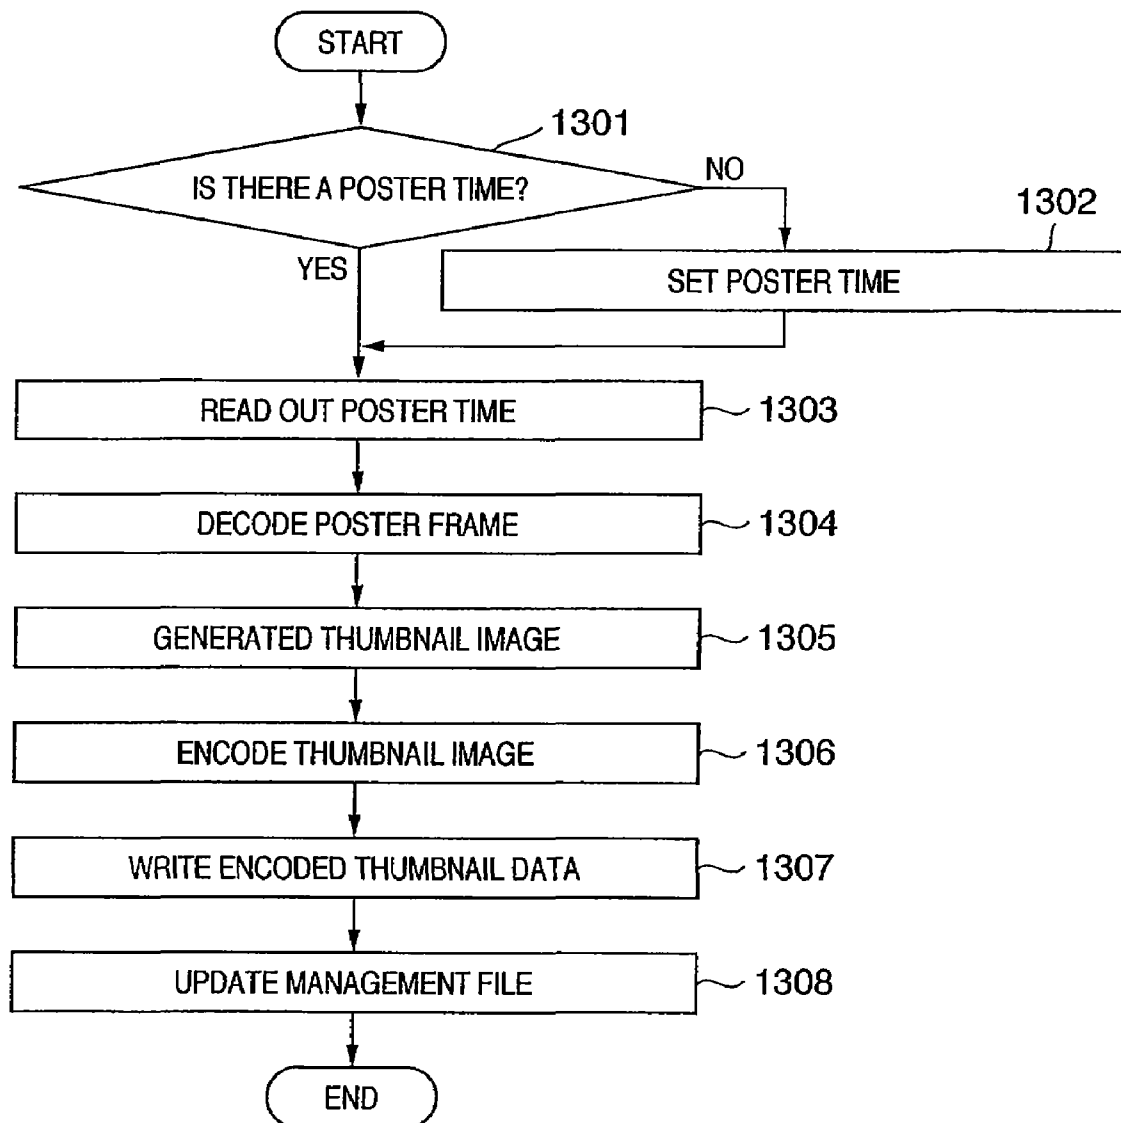 START
1301
IS THERE A POSTER TIME?
NO
1302
YES
SET POSTER TIME
READ OUT POSTER TIME
1303
DECODE POSTER FRAME
1304
GENERATED THUMBNAIL IMAGE
1305
ENCODE THUMBNAIL IMAGE
1306
WRITE ENCODED THUMBNAIL DATA
1307
UPDATE MANAGEMENT FILE
1308
END